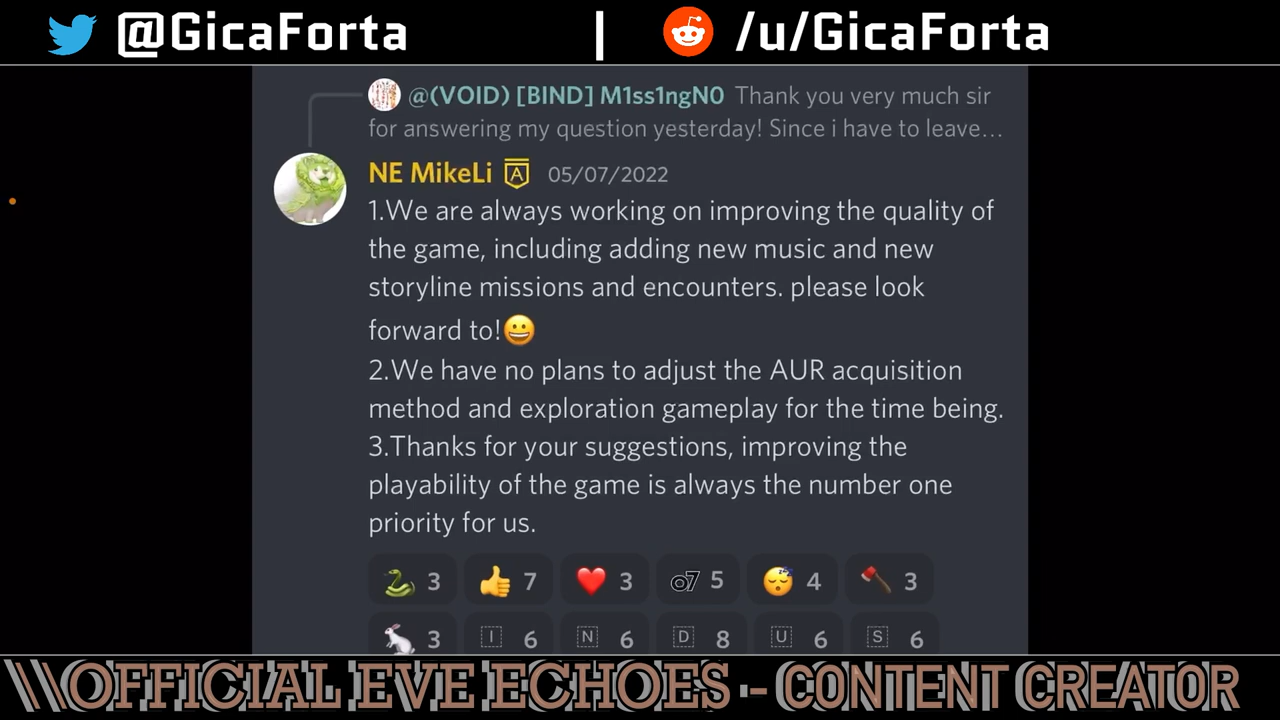 @GicaForta | /u/GicaForta
@(VOID) [BIND] M1ss1ngN0 Thank you very much sir
for answering my question yesterday! Since i have to leave…
NE MikeLi A 05/07/2022
1.We are always working on improving the quality of
the game, including adding new music and new
storyline missions and encounters. please look
forward to!😀
2.We have no plans to adjust the AUR acquisition
method and exploration gameplay for the time being.
3.Thanks for your suggestions, improving the
playability of the game is always the number one
priority for us.
🐍 3 👍 7 ❤️ 3 o7 5 😴 4 🪓 3
🐇 3 I 6 N 6 D 8 U 6 S 6
\\OFFICIAL EVE ECHOES - CONTENT CREATOR